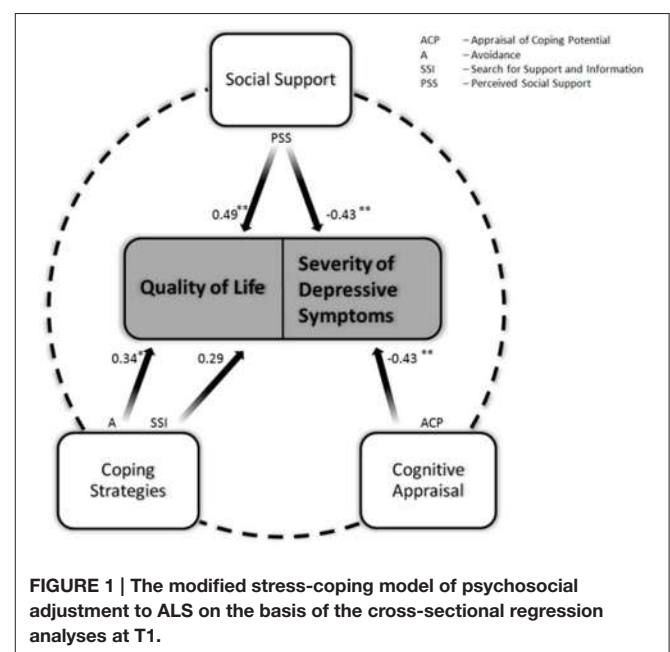 ACP – Appraisal of Coping Potential
A – Avoidance
SSI – Search for Support and Information
PSS – Perceived Social Support
Social Support
PSS
0.49**
-0.43 **
Quality of Life
Severity of
Depressive
Symptoms
0.34*
0.29
-0.43 **
A
SSI
ACP
Coping
Strategies
Cognitive
Appraisal
FIGURE 1 | The modified stress-coping model of psychosocial
adjustment to ALS on the basis of the cross-sectional regression
analyses at T1.